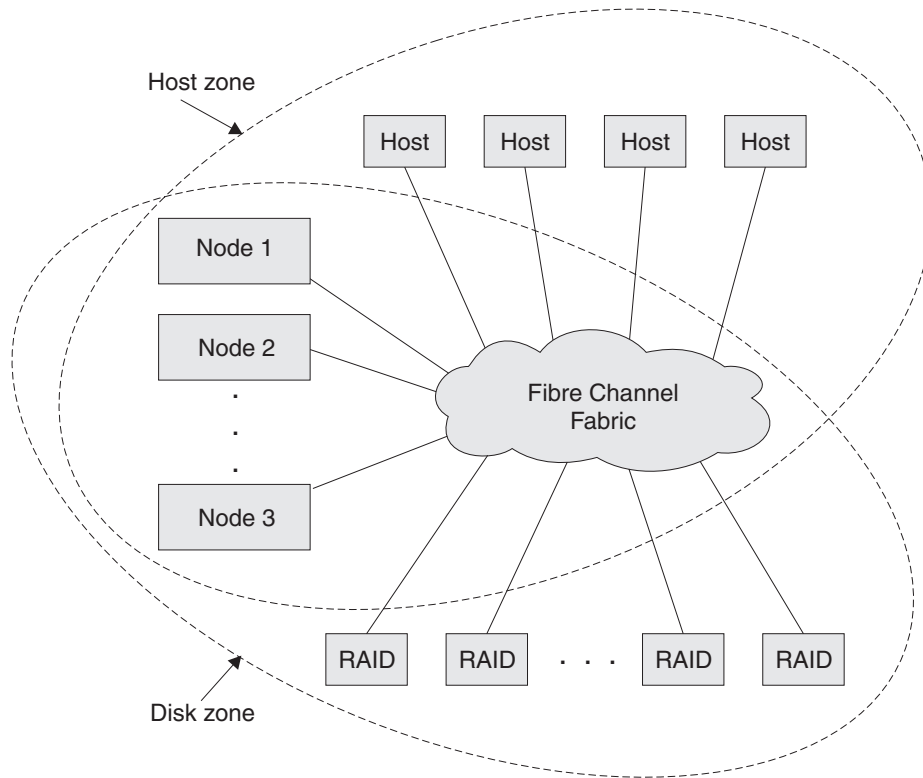 Host zone
Host Host Host Host
Node 1
Node 2
.
.
.
Node 3
Fibre Channel
Fabric
RAID RAID . . . RAID RAID
Disk zone